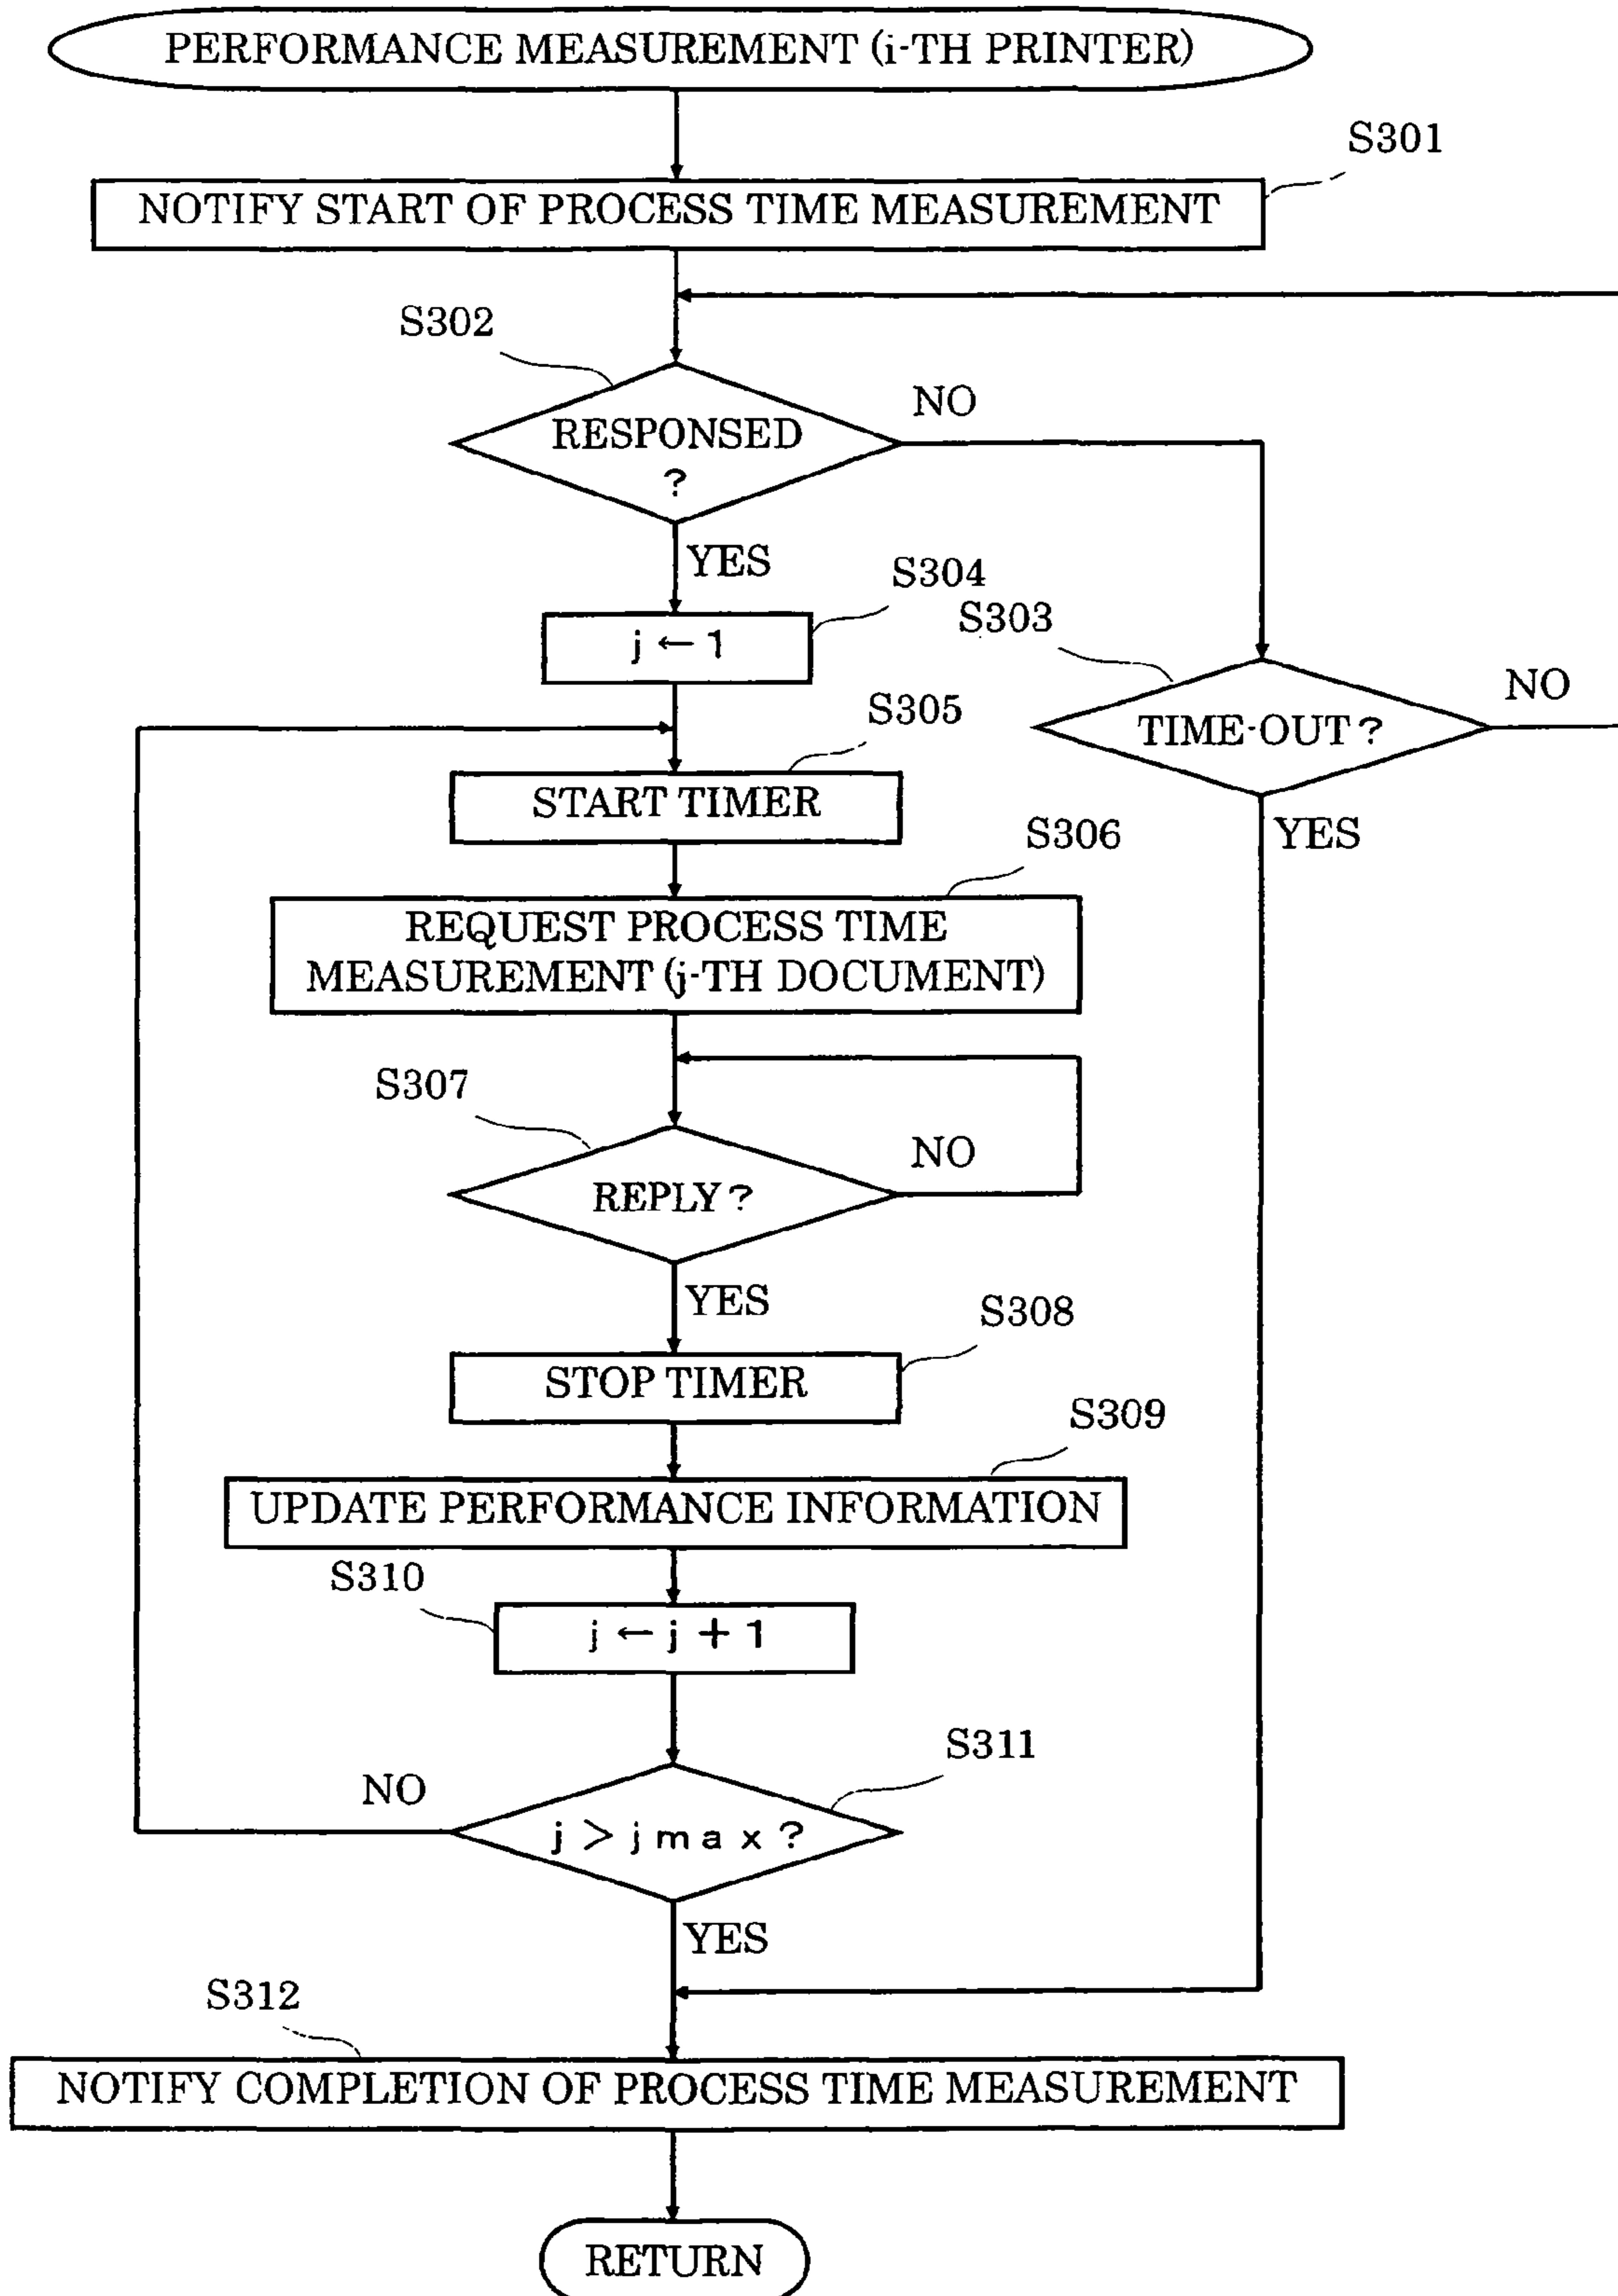 PERFORMANCE MEASUREMENT (i-TH PRINTER)
S301
NOTIFY START OF PROCESS TIME MEASUREMENT
S302
NO
RESPONSED
?
YES
S304
S303
j ← 1
NO
S305
TIME-OUT ?
START TIMER
YES
S306
REQUEST PROCESS TIME
MEASUREMENT (j-TH DOCUMENT)
S307
NO
REPLY ?
YES
S308
STOP TIMER
S309
UPDATE PERFORMANCE INFORMATION
S310
j ← j + 1
S311
NO
j > j m a x ?
YES
S312
NOTIFY COMPLETION OF PROCESS TIME MEASUREMENT
RETURN